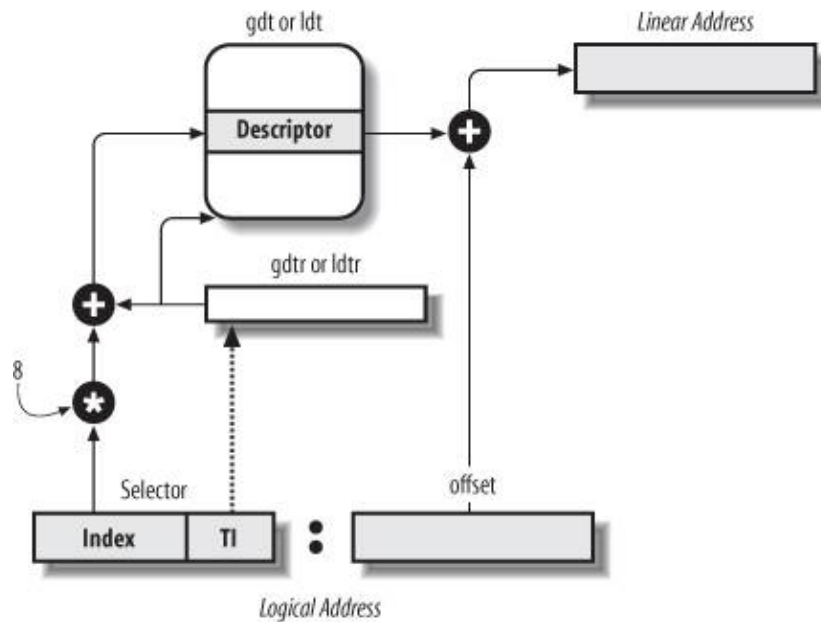 gdt or ldt
Linear Address
Descriptor
+
gdtr or ldtr
+
8
*
Selector
offset
Index
TI
:
Logical Address